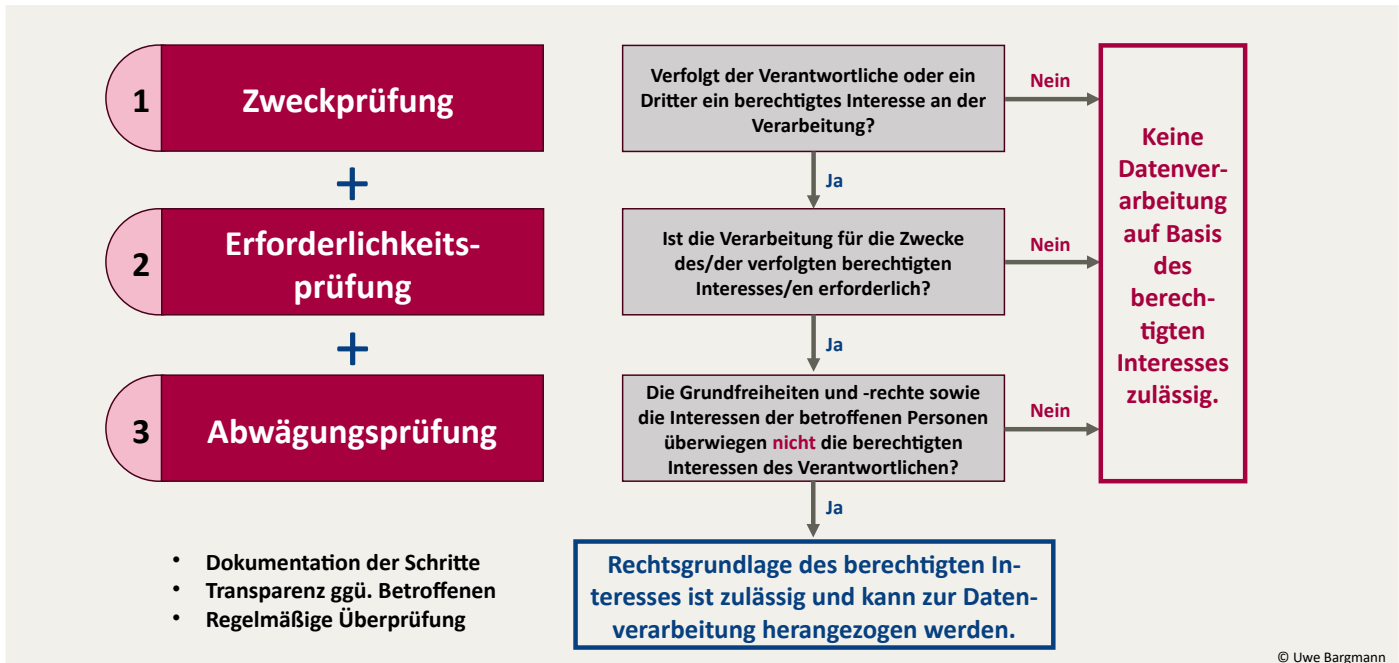 1
Zweckprüfung
+
2
Erforderlichkeits-
prüfung
+
3
Abwägungsprüfung
• Dokumentation der Schritte
• Transparenz ggü. Betroffenen
• Regelmäßige Überprüfung
Verfolgt der Verantwortliche oder ein
Dritter ein berechtigtes Interesse an der
Verarbeitung?
Nein
Ja
Ist die Verarbeitung für die Zwecke
des/der verfolgten berechtigten
Interesses/en erforderlich?
Nein
Ja
Die Grundfreiheiten und -rechte sowie
die Interessen der betroffenen Personen
überwiegen nicht die berechtigten
Interessen des Verantwortlichen?
Nein
Ja
Rechtsgrundlage des berechtigten In-
teresses ist zulässig und kann zur Daten-
verarbeitung herangezogen werden.
Keine
Datenver-
arbeitung
auf Basis
des
berech-
tigten
Interesses
zulässig.
© Uwe Bargmann